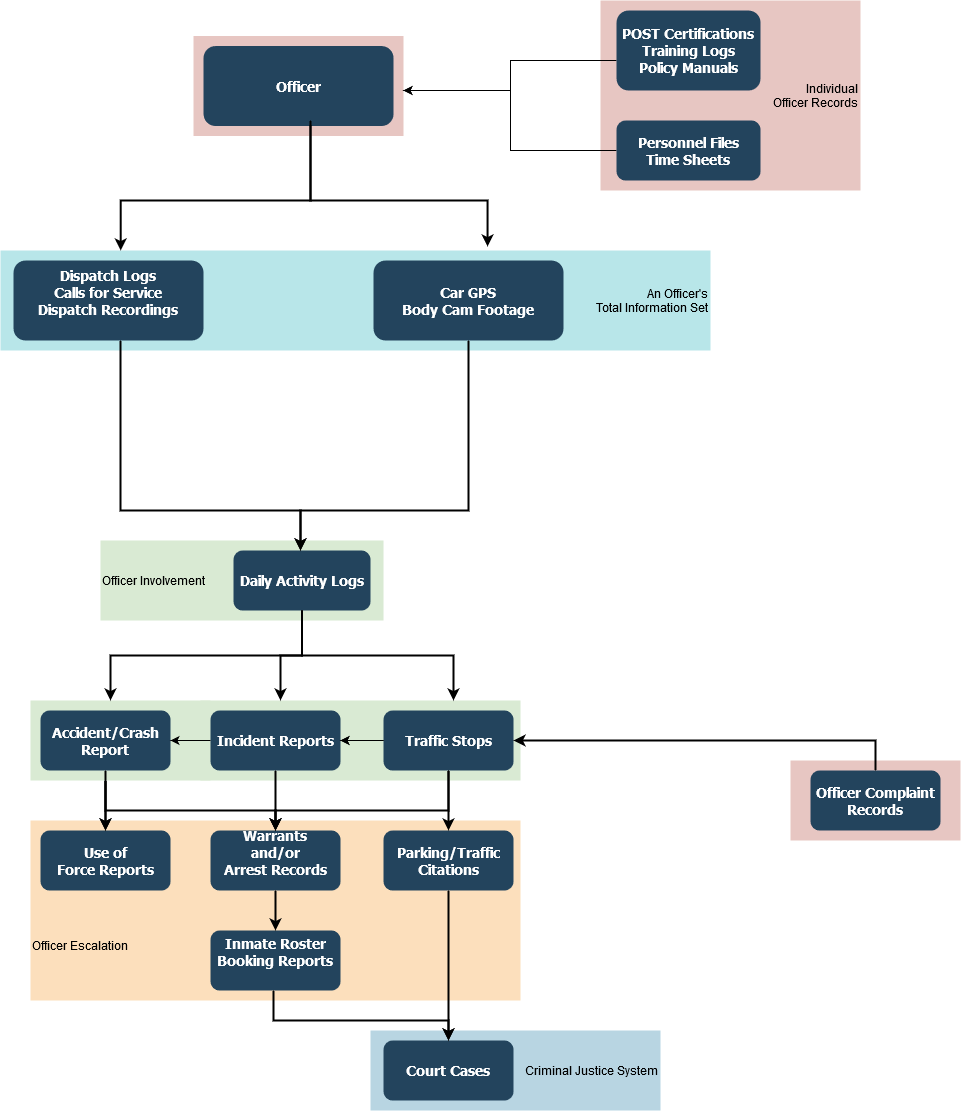 Officer
POST Certifications
Training Logs
Policy Manuals
Individual
Officer Records
Personnel Files
Time Sheets
Dispatch Logs
Calls for Service
Dispatch Recordings
Car GPS
Body Cam Footage
An Officer's
Total Information Set
Officer Involvement
Daily Activity Logs
Accident/Crash
Report
Incident Reports
Traffic Stops
Officer Complaint
Records
Use of
Force Reports
Warrants
and/or
Arrest Records
Parking/Traffic
Citations
Officer Escalation
Inmate Roster
Booking Reports
Court Cases
Criminal Justice System